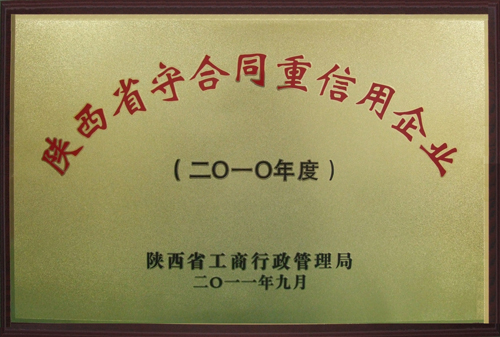 陕西省守合同重信用企业
（二〇一〇年度）
陕西省工商行政管理局
二〇一一年九月